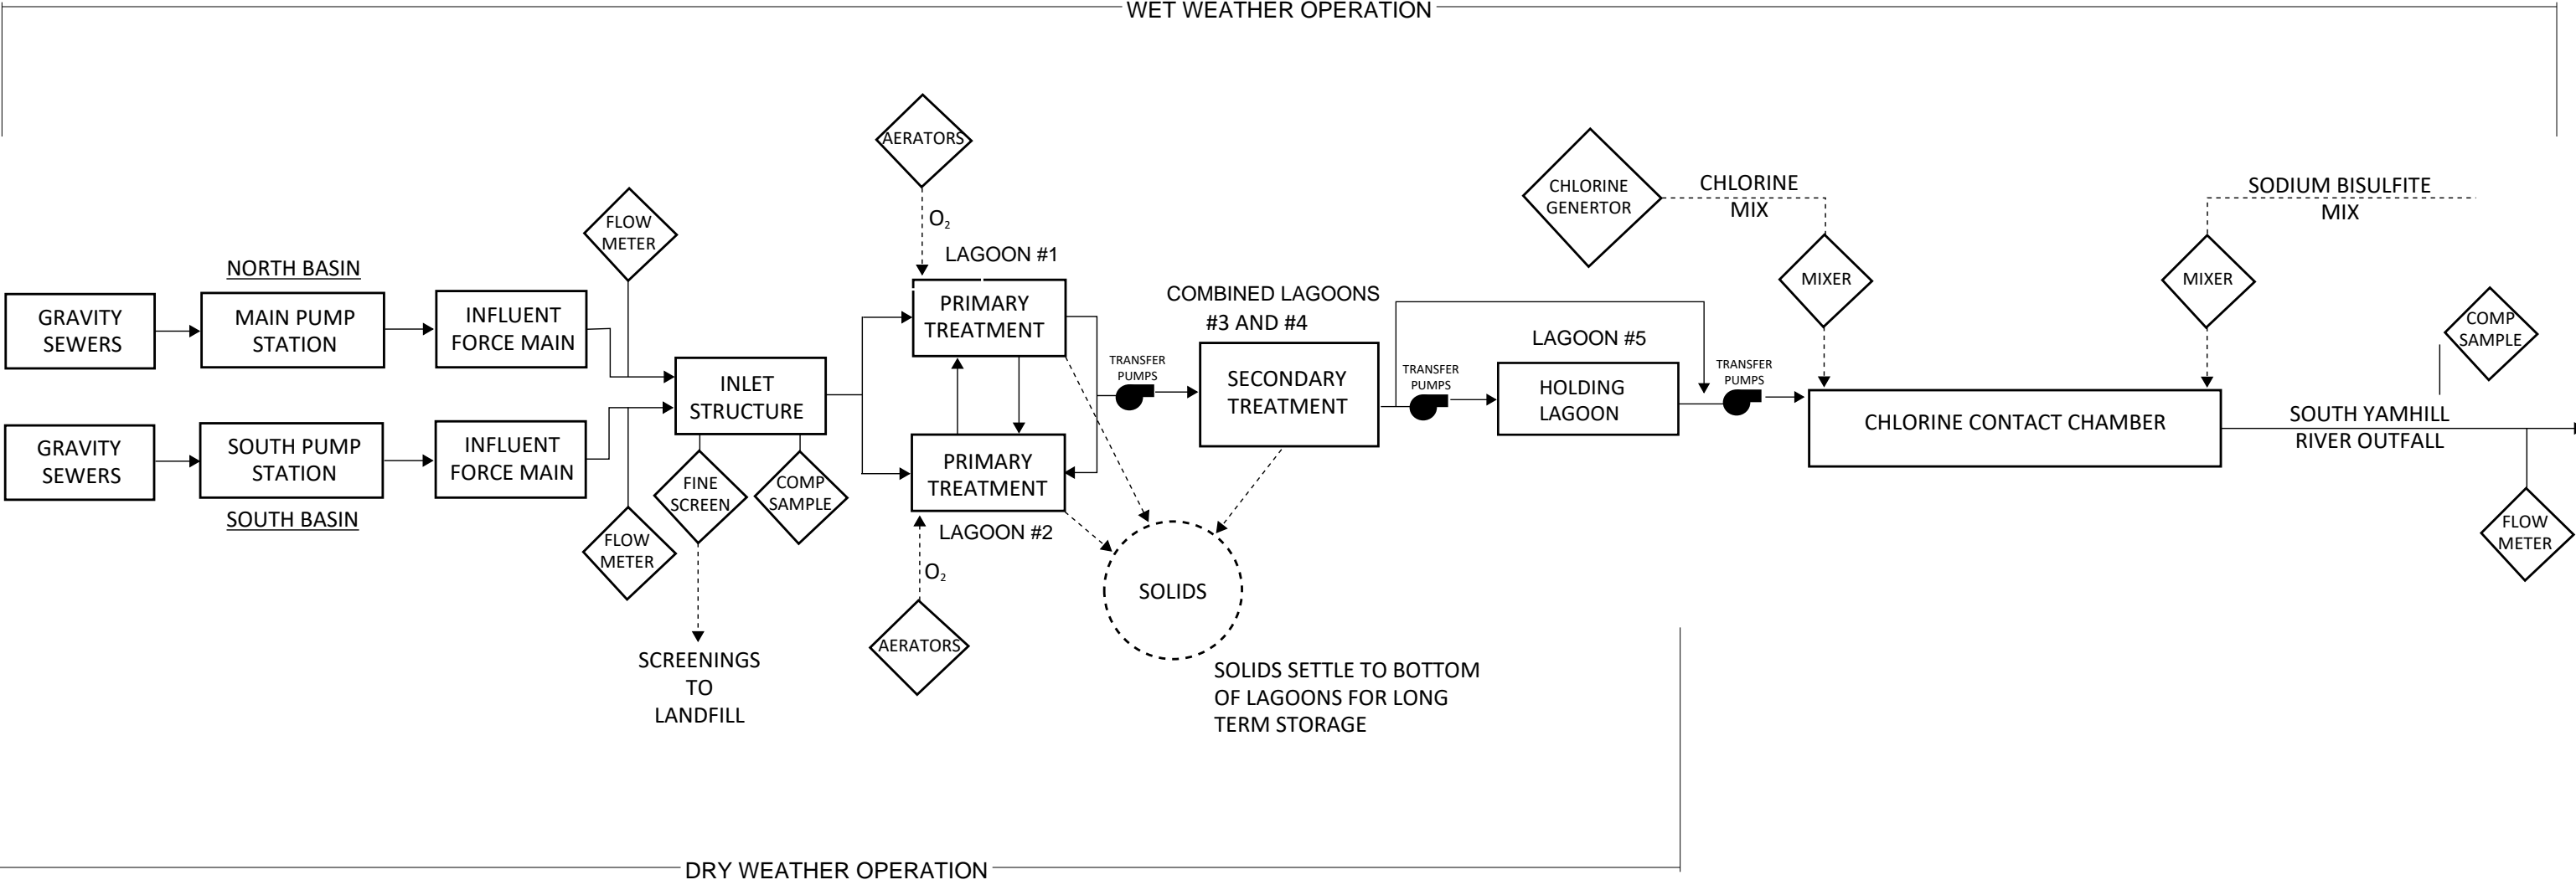 WET WEATHER OPERATION
AERATORS
O2
FLOW
METER
CHLORINE
GENERTOR
CHLORINE
MIX
SODIUM BISULFITE
MIX
MIXER
MIXER
COMP
SAMPLE
NORTH BASIN
GRAVITY
SEWERS
MAIN PUMP
STATION
INFLUENT
FORCE MAIN
LAGOON #1
PRIMARY
TREATMENT
COMBINED LAGOONS
#3 AND #4
SECONDARY
TREATMENT
TRANSFER
PUMPS
TRANSFER
PUMPS
LAGOON #5
HOLDING
LAGOON
TRANSFER
PUMPS
CHLORINE CONTACT CHAMBER
SOUTH YAMHILL
RIVER OUTFALL
FLOW
METER
INLET
STRUCTURE
GRAVITY
SEWERS
SOUTH PUMP
STATION
INFLUENT
FORCE MAIN
SOUTH BASIN
FLOW
METER
FINE
SCREEN
COMP
SAMPLE
PRIMARY
TREATMENT
LAGOON #2
O2
AERATORS
SOLIDS
SCREENINGS
TO
LANDFILL
SOLIDS SETTLE TO BOTTOM
OF LAGOONS FOR LONG
TERM STORAGE
DRY WEATHER OPERATION